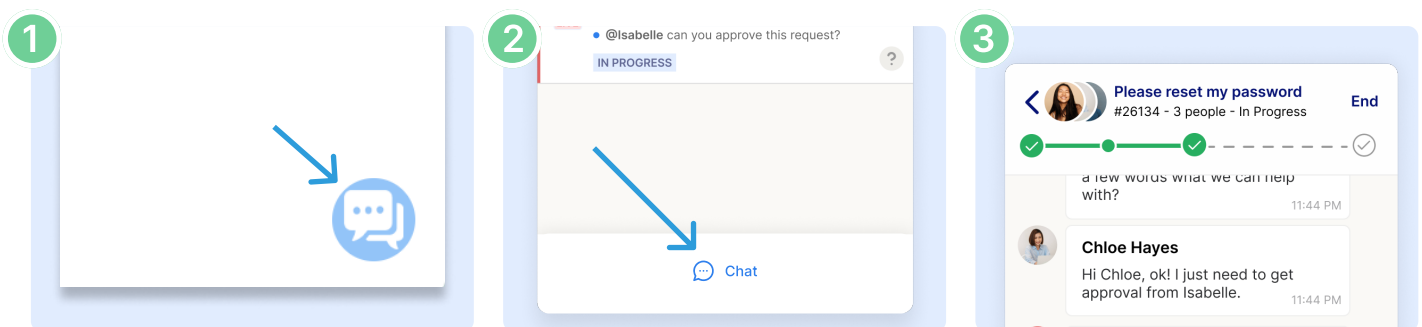 1
2
@Isabelle can you approve this request?
IN PROGRESS
?
Chat
3
Please reset my password
#26134 - 3 people - In Progress
End
a few words what we can help
with?
11:44 PM
Chloe Hayes
Hi Chloe, ok! I just need to get
approval from Isabelle.
11:44 PM